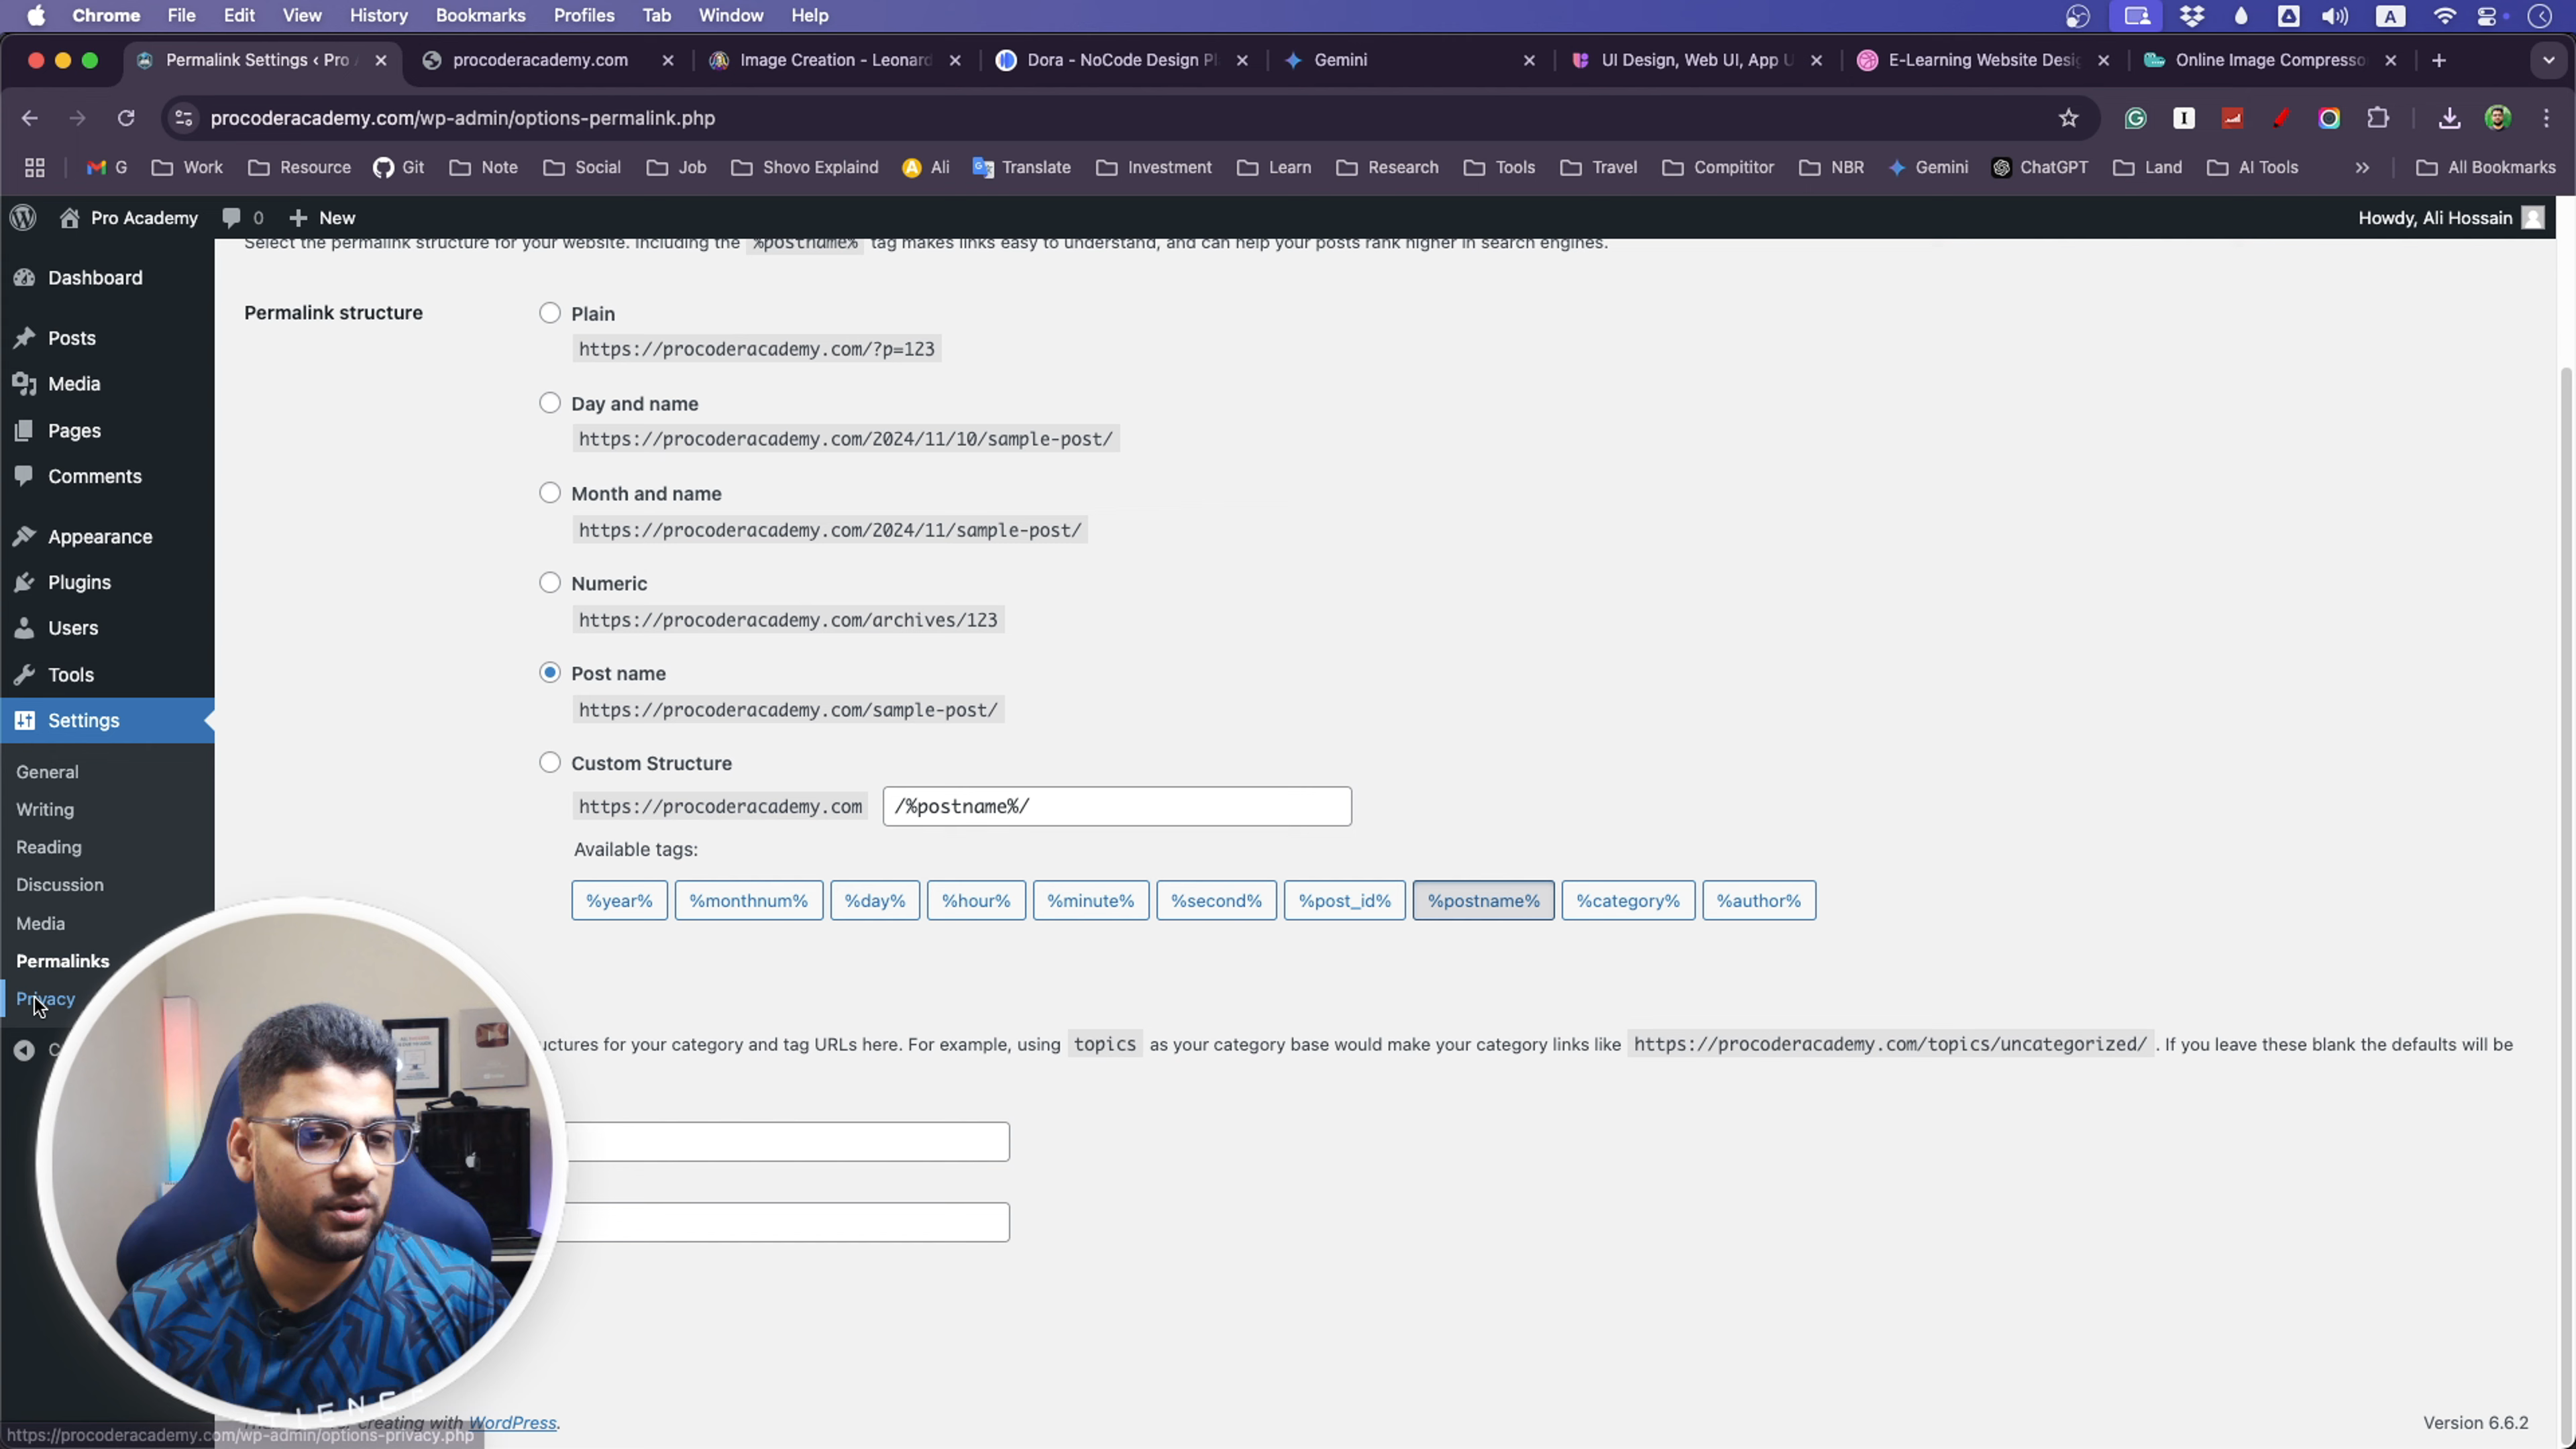 Chrome File Edit View History Bookmarks Profiles Tab Window Help A
Permalink Settings ‹ Pro procoderacademy.com Image Creation - Leonard Dora - NoCode Design Pl Gemini UI Design, Web UI, App U E-Learning Website Desi Online Image Compresso
procoderacademy.com/wp-admin/options-permalink.php
G Work Resource Git Note Social Job Shovo Explaind Ali Translate Investment Learn Research Tools Travel Compititor NBR Gemini ChatGPT Land AI Tools All Bookmarks
Pro Academy 0 New Howdy, Ali Hossain
Select the permalink structure for your website. Including the %postname% tag makes links easy to understand, and can help your posts rank higher in search engines.
Dashboard
Posts
Media
Pages
Comments
Appearance
Plugins
Users
Tools
Settings
General
Writing
Reading
Discussion
Media
Permalinks
Privacy
Permalink structure
Plain
https://procoderacademy.com/?p=123
Day and name
https://procoderacademy.com/2024/11/10/sample-post/
Month and name
https://procoderacademy.com/2024/11/sample-post/
Numeric
https://procoderacademy.com/archives/123
Post name
https://procoderacademy.com/sample-post/
Custom Structure
https://procoderacademy.com /%postname%/
Available tags:
%year% %monthnum% %day% %hour% %minute% %second% %post_id% %postname% %category% %author%
uctures for your category and tag URLs here. For example, using topics as your category base would make your category links like https://procoderacademy.com/topics/uncategorized/ . If you leave these blank the defaults will be
creating with WordPress.
Version 6.6.2
https://procoderacademy.com/wp-admin/options-privacy.php